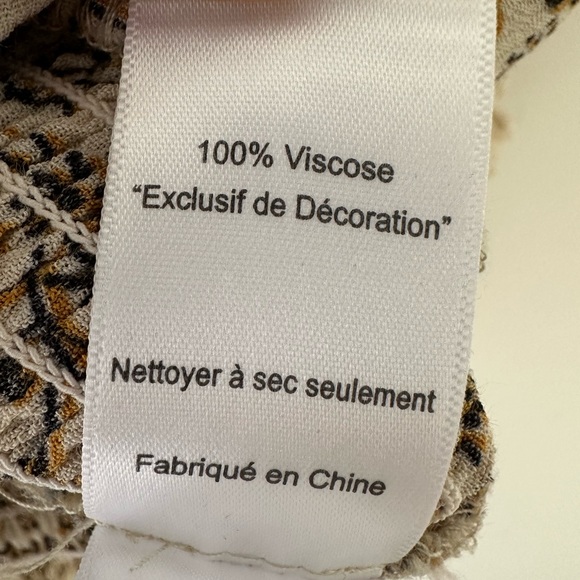 100% Viscose
“Exclusif de Décoration”
Nettoyer à sec seulement
Fabriqué en Chine